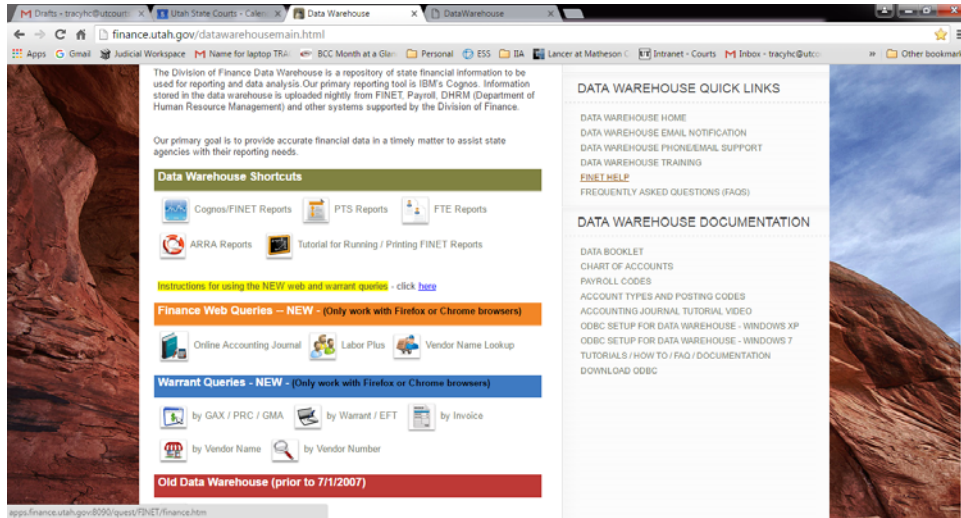 Drafts - tracyhc@utcourts
Utah State Courts - Calen
Data Warehouse
DataWarehouse
finance.utah.gov/datawarehousemain.html
Apps
Gmail
Judicial Workspace
Name for laptop TRA
BCC Month at a Glan
Personal
ESS
IIA
Lancer at Matheson C
Intranet - Courts
Inbox - tracyhc@utco
»
Other bookmark
The Division of Finance Data Warehouse is a repository of state financial information to be
used for reporting and data analysis.Our primary reporting tool is IBM's Cognos. Information
stored in the data warehouse is uploaded nightly from FINET, Payroll, DHRM (Department of
Human Resource Management) and other systems supported by the Division of Finance.
Our primary goal is to provide accurate financial data in a timely matter to assist state
agencies with their reporting needs.
Data Warehouse Shortcuts
Cognos/FINET Reports
PTS Reports
FTE Reports
ARRA Reports
Tutorial for Running / Printing FINET Reports
Instructions for using the NEW web and warrant queries - click here
Finance Web Queries -- NEW - (Only work with Firefox or Chrome browsers)
Online Accounting Journal
Labor Plus
Vendor Name Lookup
Warrant Queries - NEW - (Only work with Firefox or Chrome browsers)
by GAX / PRC / GMA
by Warrant / EFT
by Invoice
by Vendor Name
by Vendor Number
Old Data Warehouse (prior to 7/1/2007)
DATA WAREHOUSE QUICK LINKS
DATA WAREHOUSE HOME
DATA WAREHOUSE EMAIL NOTIFICATION
DATA WAREHOUSE PHONE/EMAIL SUPPORT
DATA WAREHOUSE TRAINING
FINET HELP
FREQUENTLY ASKED QUESTIONS (FAQS)
DATA WAREHOUSE DOCUMENTATION
DATA BOOKLET
CHART OF ACCOUNTS
PAYROLL CODES
ACCOUNT TYPES AND POSTING CODES
ACCOUNTING JOURNAL TUTORIAL VIDEO
ODBC SETUP FOR DATA WAREHOUSE - WINDOWS XP
ODBC SETUP FOR DATA WAREHOUSE - WINDOWS 7
TUTORIALS / HOW TO / FAQ / DOCUMENTATION
DOWNLOAD ODBC
apps.finance.utah.gov:8090/quest/FINET/finance.htm